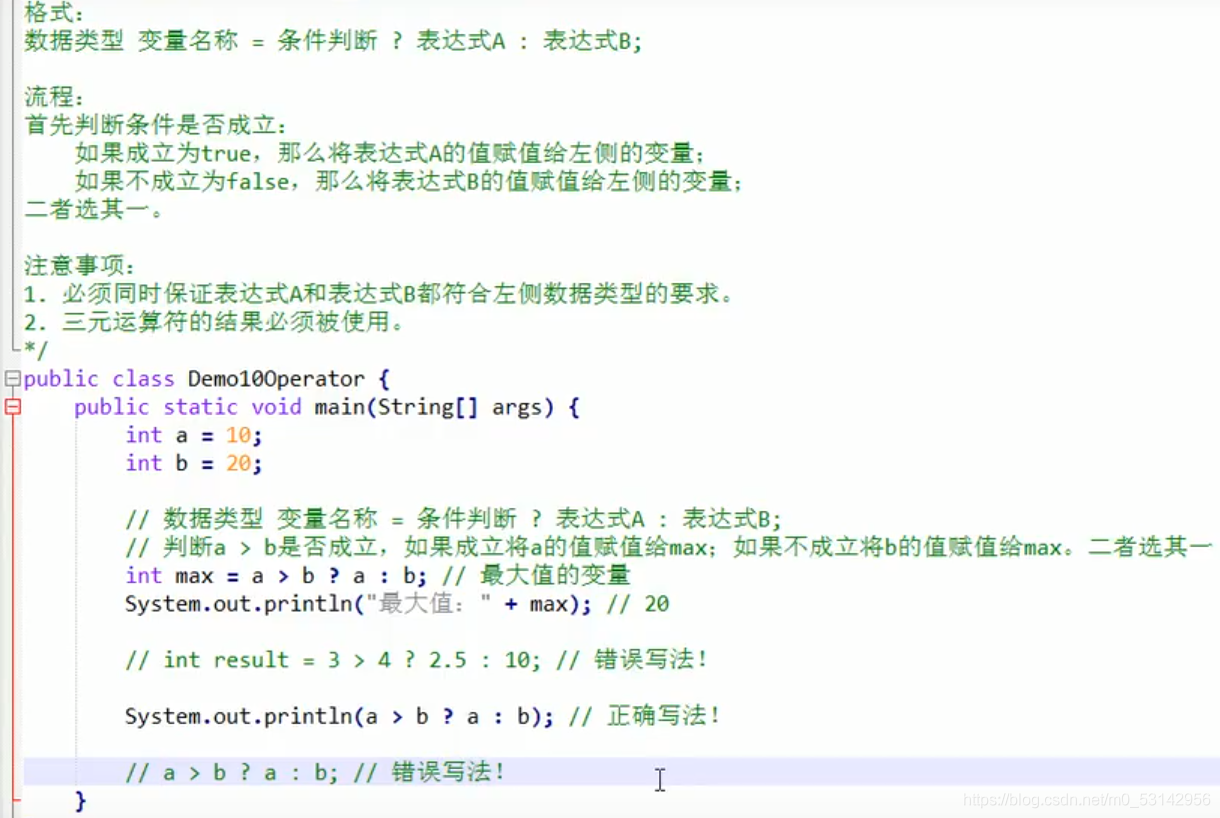 格式：
数据类型 变量名称 = 条件判断 ? 表达式A : 表达式B;
流程：
首先判断条件是否成立：
如果成立为true，那么将表达式A的值赋值给左侧的变量；
如果不成立为false，那么将表达式B的值赋值给左侧的变量；
二者选其一。
注意事项：
1. 必须同时保证表达式A和表达式B都符合左侧数据类型的要求。
2. 三元运算符的结果必须被使用。
*/
public class Demo10Operator {
public static void main(String[] args) {
int a = 10;
int b = 20;
// 数据类型 变量名称 = 条件判断 ? 表达式A : 表达式B;
// 判断a > b是否成立，如果成立将a的值赋值给max；如果不成立将b的值赋值给max。二者选其一
int max = a > b ? a : b; // 最大值的变量
System.out.println("最大值：" + max); // 20
// int result = 3 > 4 ? 2.5 : 10; // 错误写法！
System.out.println(a > b ? a : b); // 正确写法！
// a > b ? a : b; // 错误写法！
}
https://blog.csdn.net/m0_53142956